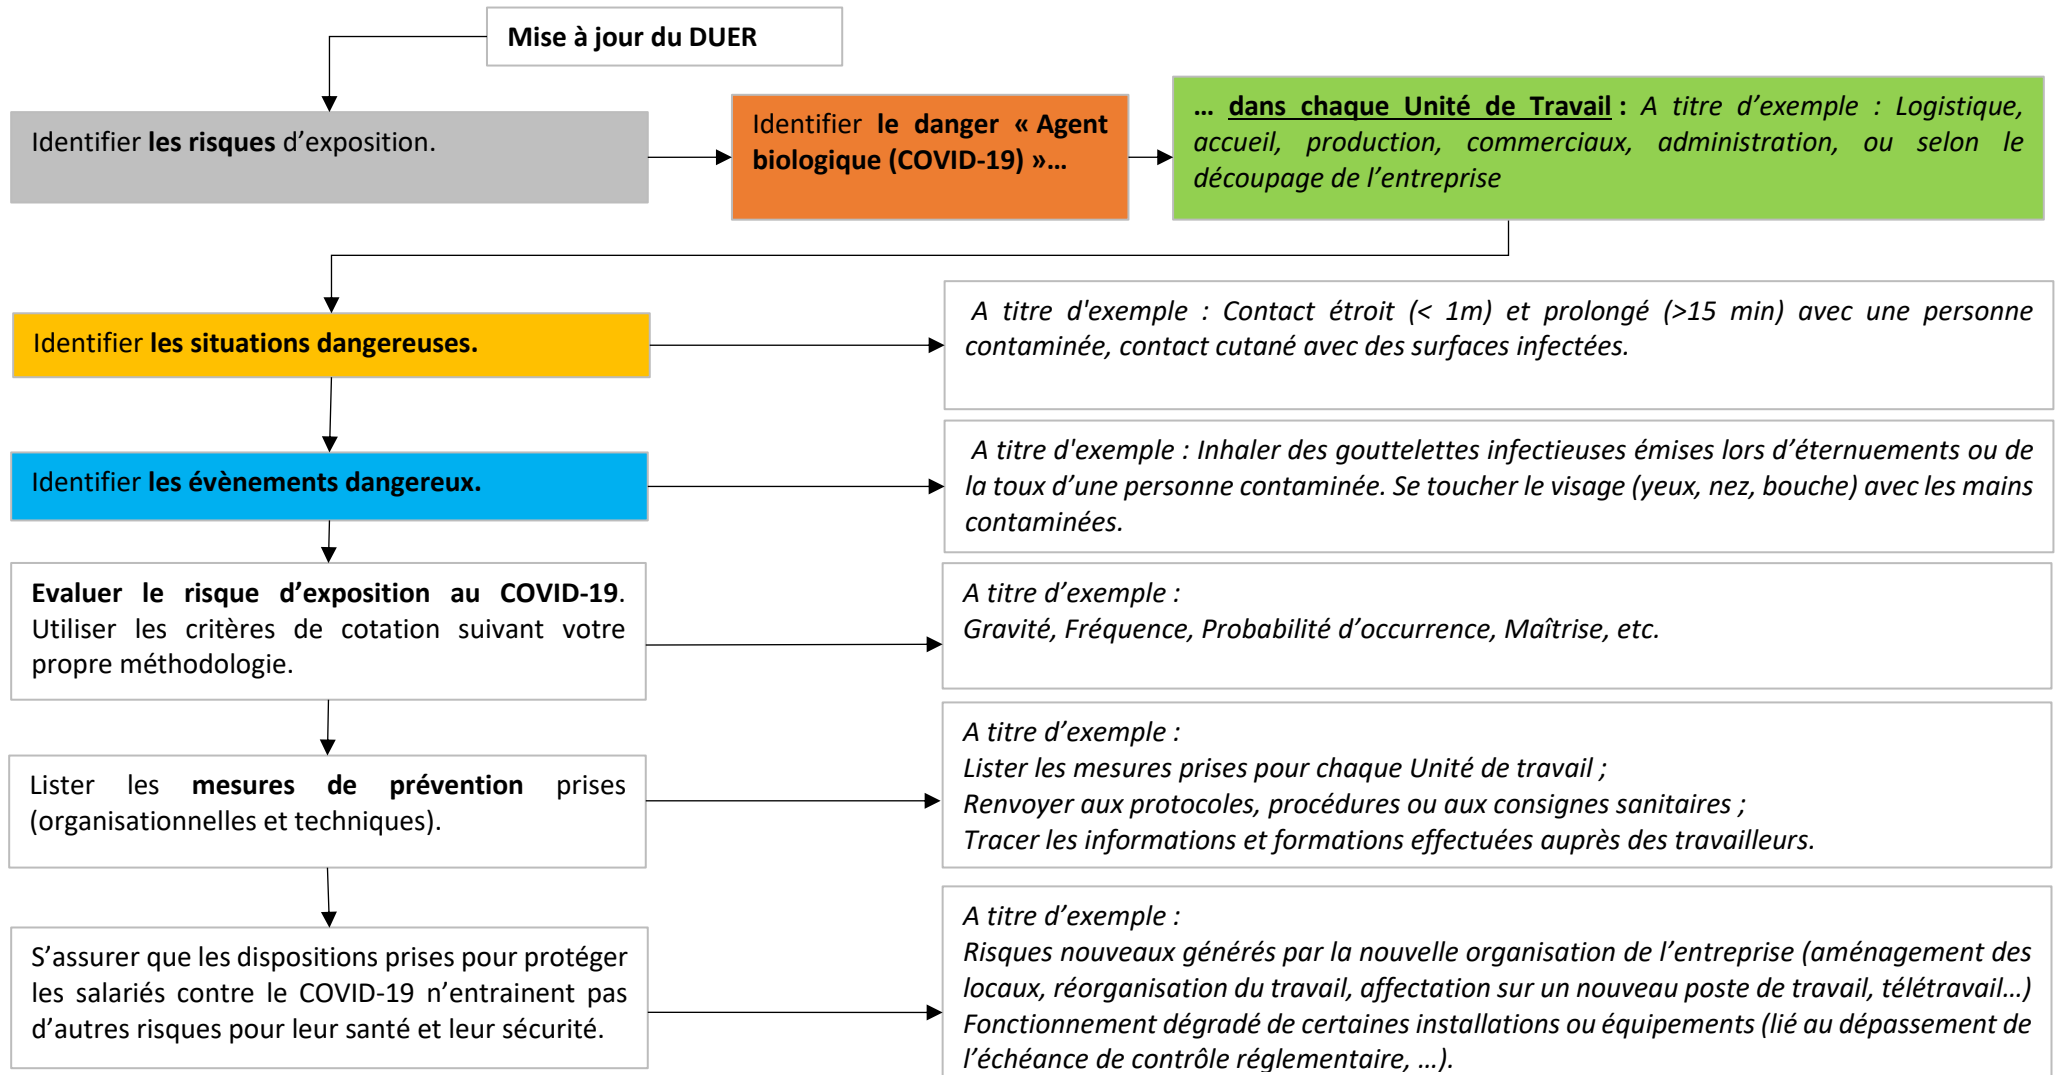 Mise à jour du DUER
Identifier les risques d'exposition.
Identifier le danger « Agent
biologique (COVID-19) »…
… dans chaque Unité de Travail : A titre d'exemple : Logistique,
accueil, production, commerciaux, administration, ou selon le
découpage de l'entreprise
Identifier les situations dangereuses.
A titre d'exemple : Contact étroit (< 1m) et prolongé (>15 min) avec une personne
contaminée, contact cutané avec des surfaces infectées.
Identifier les évènements dangereux.
A titre d'exemple : Inhaler des gouttelettes infectieuses émises lors d'éternuements ou de
la toux d'une personne contaminée. Se toucher le visage (yeux, nez, bouche) avec les mains
contaminées.
Evaluer le risque d'exposition au COVID-19.
Utiliser les critères de cotation suivant votre
propre méthodologie.
A titre d'exemple :
Gravité, Fréquence, Probabilité d'occurrence, Maîtrise, etc.
Lister les mesures de prévention prises
(organisationnelles et techniques).
A titre d'exemple :
Lister les mesures prises pour chaque Unité de travail ;
Renvoyer aux protocoles, procédures ou aux consignes sanitaires ;
Tracer les informations et formations effectuées auprès des travailleurs.
S'assurer que les dispositions prises pour protéger
les salariés contre le COVID-19 n'entrainent pas
d'autres risques pour leur santé et leur sécurité.
A titre d'exemple :
Risques nouveaux générés par la nouvelle organisation de l'entreprise (aménagement des
locaux, réorganisation du travail, affectation sur un nouveau poste de travail, télétravail…)
Fonctionnement dégradé de certaines installations ou équipements (lié au dépassement de
l'échéance de contrôle réglementaire, …).